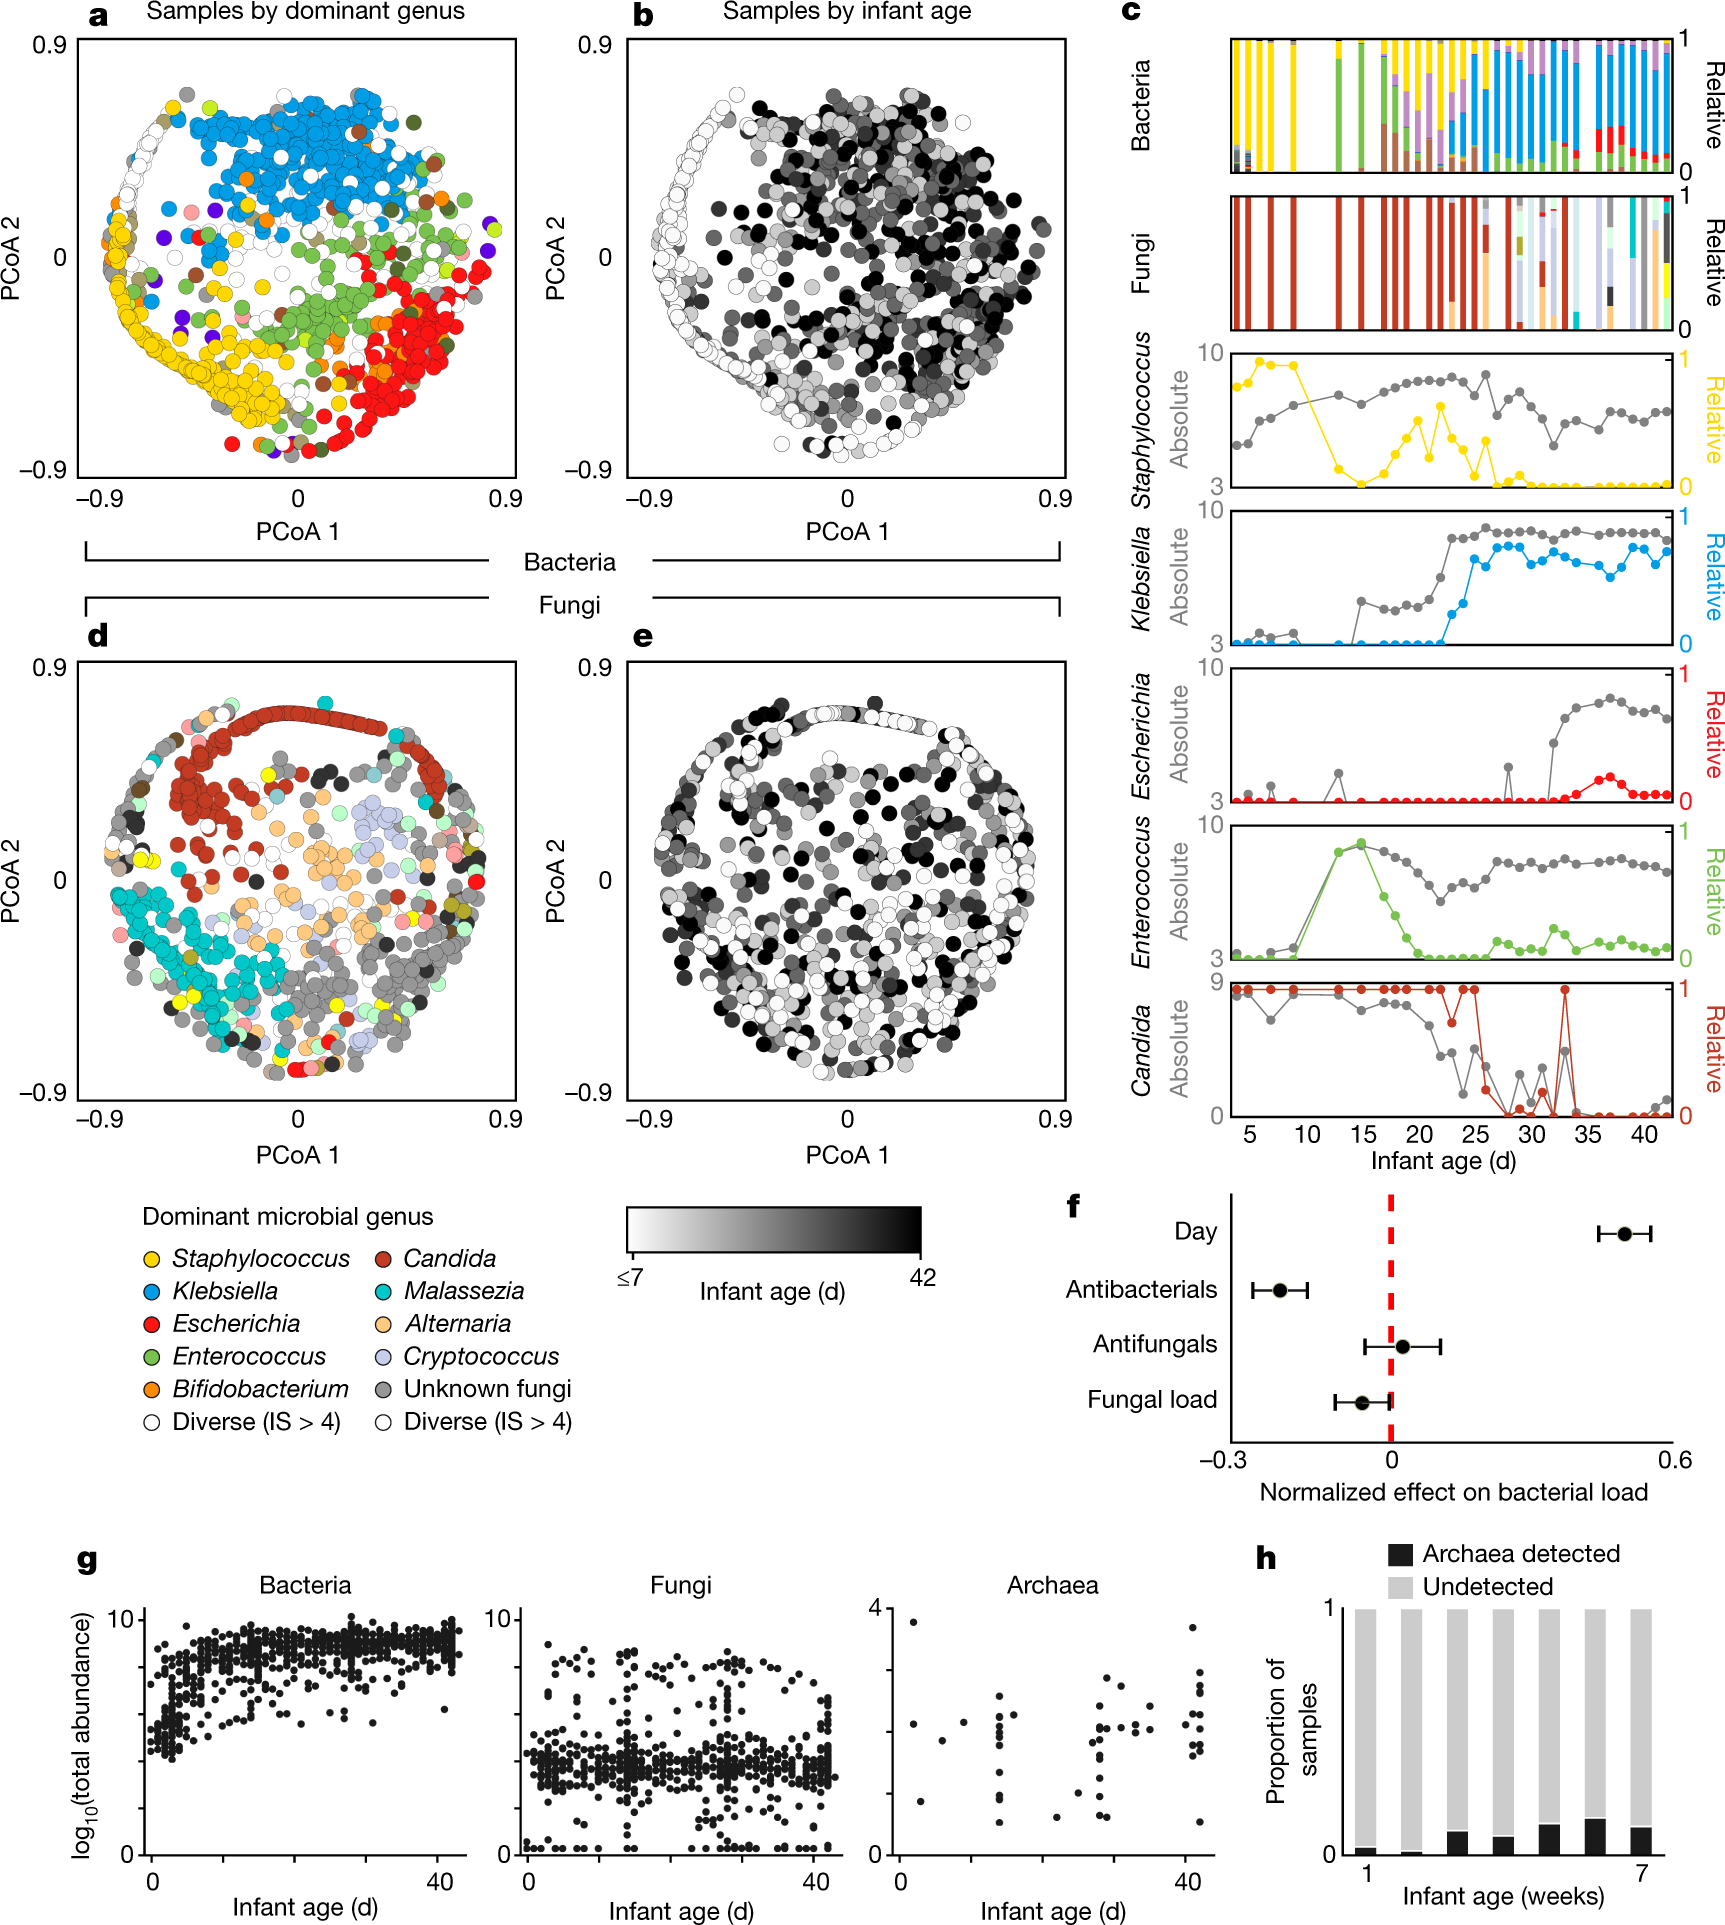 a Samples by dominant genus
0.9
PCoA 2
0
−0.9
−0.9 0 0.9
PCoA 1
b Samples by infant age
0.9
PCoA 2
0
−0.9
−0.9 0 0.9
PCoA 1
Bacteria
Fungi
d
0.9
PCoA 2
0
−0.9
−0.9 0 0.9
PCoA 1
e
0.9
PCoA 2
0
−0.9
−0.9 0 0.9
PCoA 1
Dominant microbial genus
Staphylococcus
Klebsiella
Escherichia
Enterococcus
Bifidobacterium
Diverse (IS > 4)
Candida
Malassezia
Alternaria
Cryptococcus
Unknown fungi
Diverse (IS > 4)
≤7 42
Infant age (d)
c
Bacteria
1
0
Relative
Fungi
1
0
Relative
Staphylococcus
Absolute
10
3
1
0
Relative
Klebsiella
Absolute
10
3
1
0
Relative
Escherichia
Absolute
10
3
1
0
Relative
Enterococcus
Absolute
10
3
1
0
Relative
Candida
Absolute
9
0
1
0
Relative
5 10 15 20 25 30 35 40
Infant age (d)
f
Day
Antibacterials
Antifungals
Fungal load
−0.3 0 0.6
Normalized effect on bacterial load
g
Bacteria
log10(total abundance)
10
0
0 40
Infant age (d)
Fungi
10
0
0 40
Infant age (d)
Archaea
4
0
0 40
Infant age (d)
h
Archaea detected
Undetected
Proportion of
samples
1
0
1 7
Infant age (weeks)